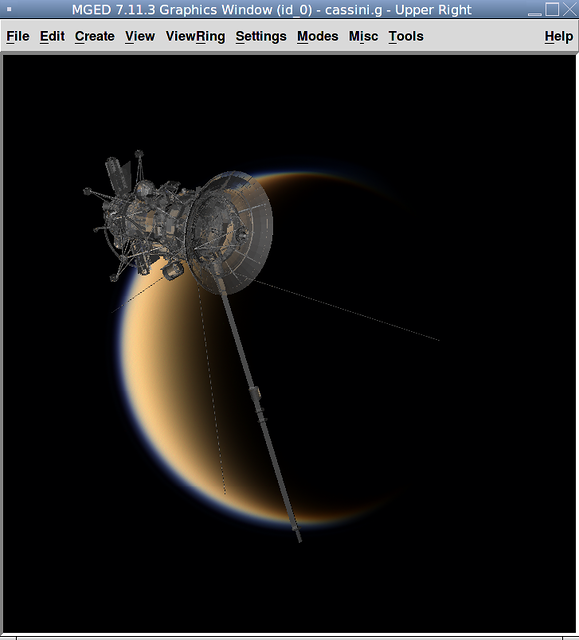 MGED 7.11.3 Graphics Window (id_0) - cassini.g - Upper Right
File Edit Create View ViewRing Settings Modes Misc Tools Help